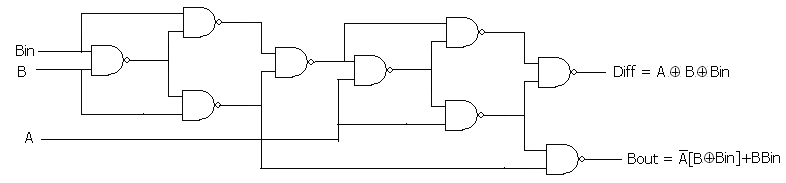 Bin
B
A
Diff = A ⊕ B ⊕ Bin
Bout = A̅[B⊕Bin]+BBin